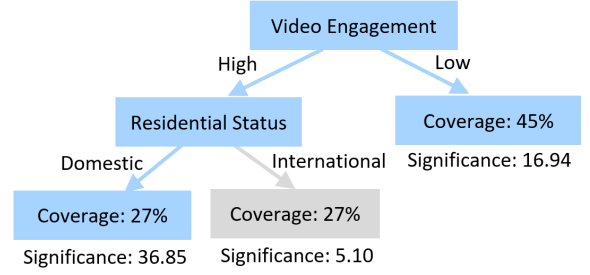 Video Engagement
High
Low
Residential Status
Coverage: 45%
Significance: 16.94
Domestic
International
Coverage: 27%
Coverage: 27%
Significance: 36.85
Significance: 5.10